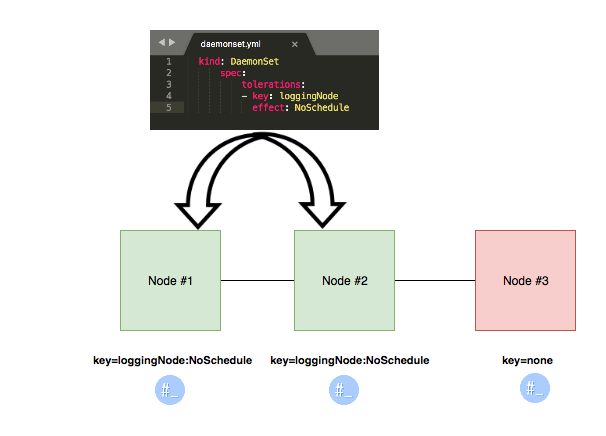 daemonset.yml ×
1 kind: DaemonSet
2 spec:
3 tolerations:
4 - key: loggingNode
5 effect: NoSchedule
Node #1
Node #2
Node #3
key=loggingNode:NoSchedule
key=loggingNode:NoSchedule
key=none
#_
#_
#_